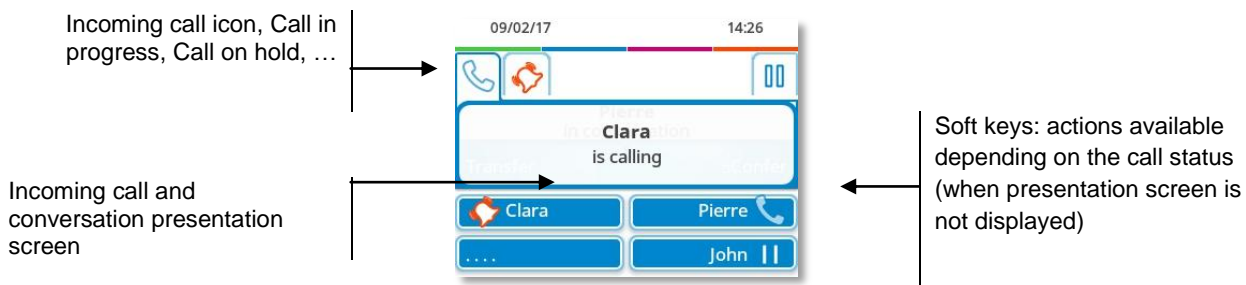 Incoming call icon, Call in
progress, Call on hold, …
Incoming call and
conversation presentation
screen
09/02/17 14:26
Pierre
in conversation
Clara
is calling
Transfer Confer
Clara Pierre
.... John
Soft keys: actions available
depending on the call status
(when presentation screen is
not displayed)